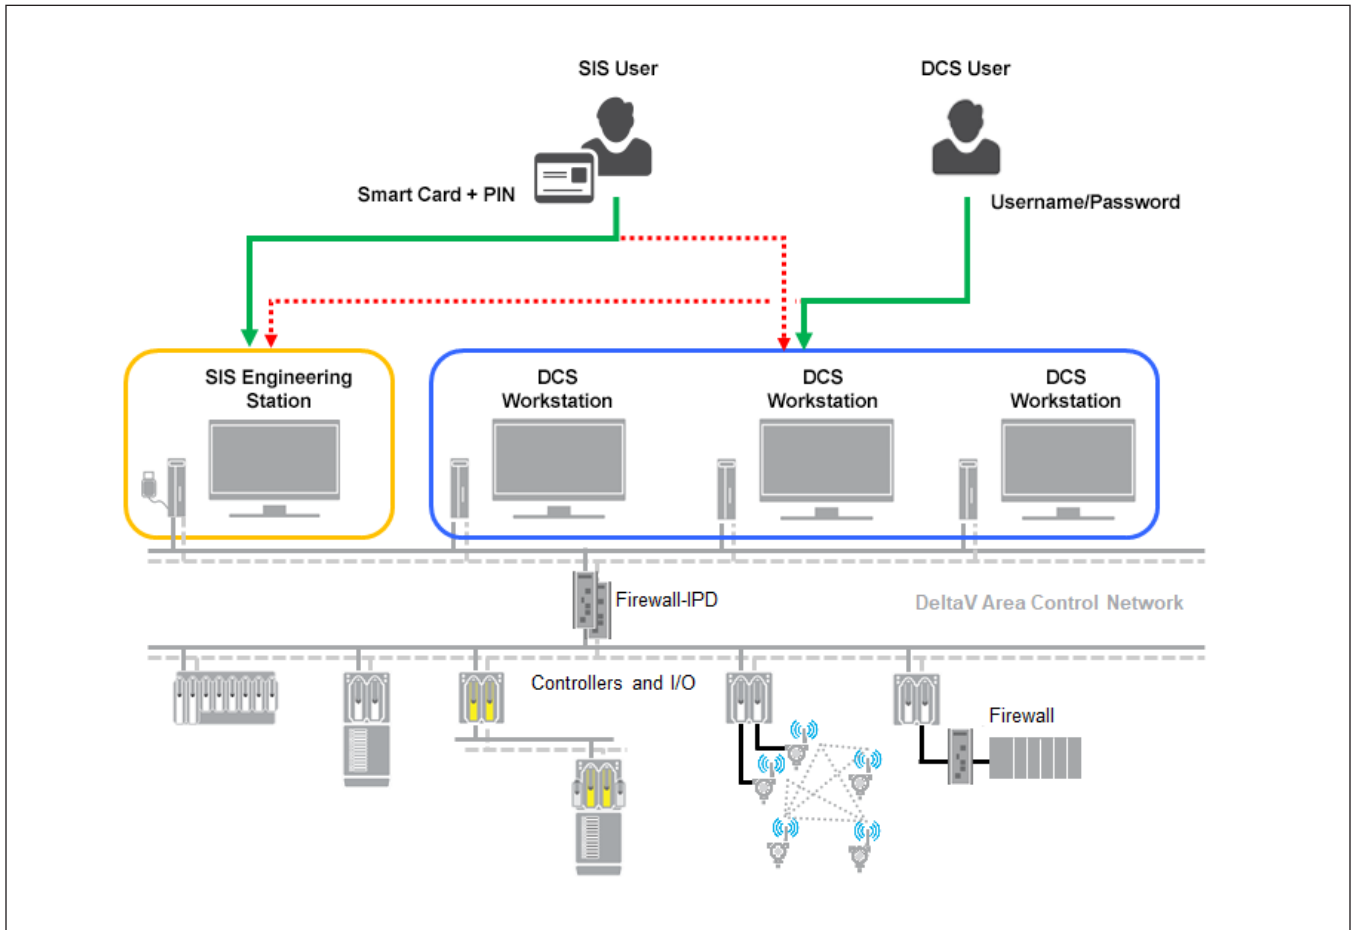 SIS User
DCS User
Smart Card + PIN
Username/Password
SIS Engineering
Station
DCS
Workstation
DCS
Workstation
DCS
Workstation
Firewall-IPD
DeltaV Area Control Network
Controllers and I/O
Firewall